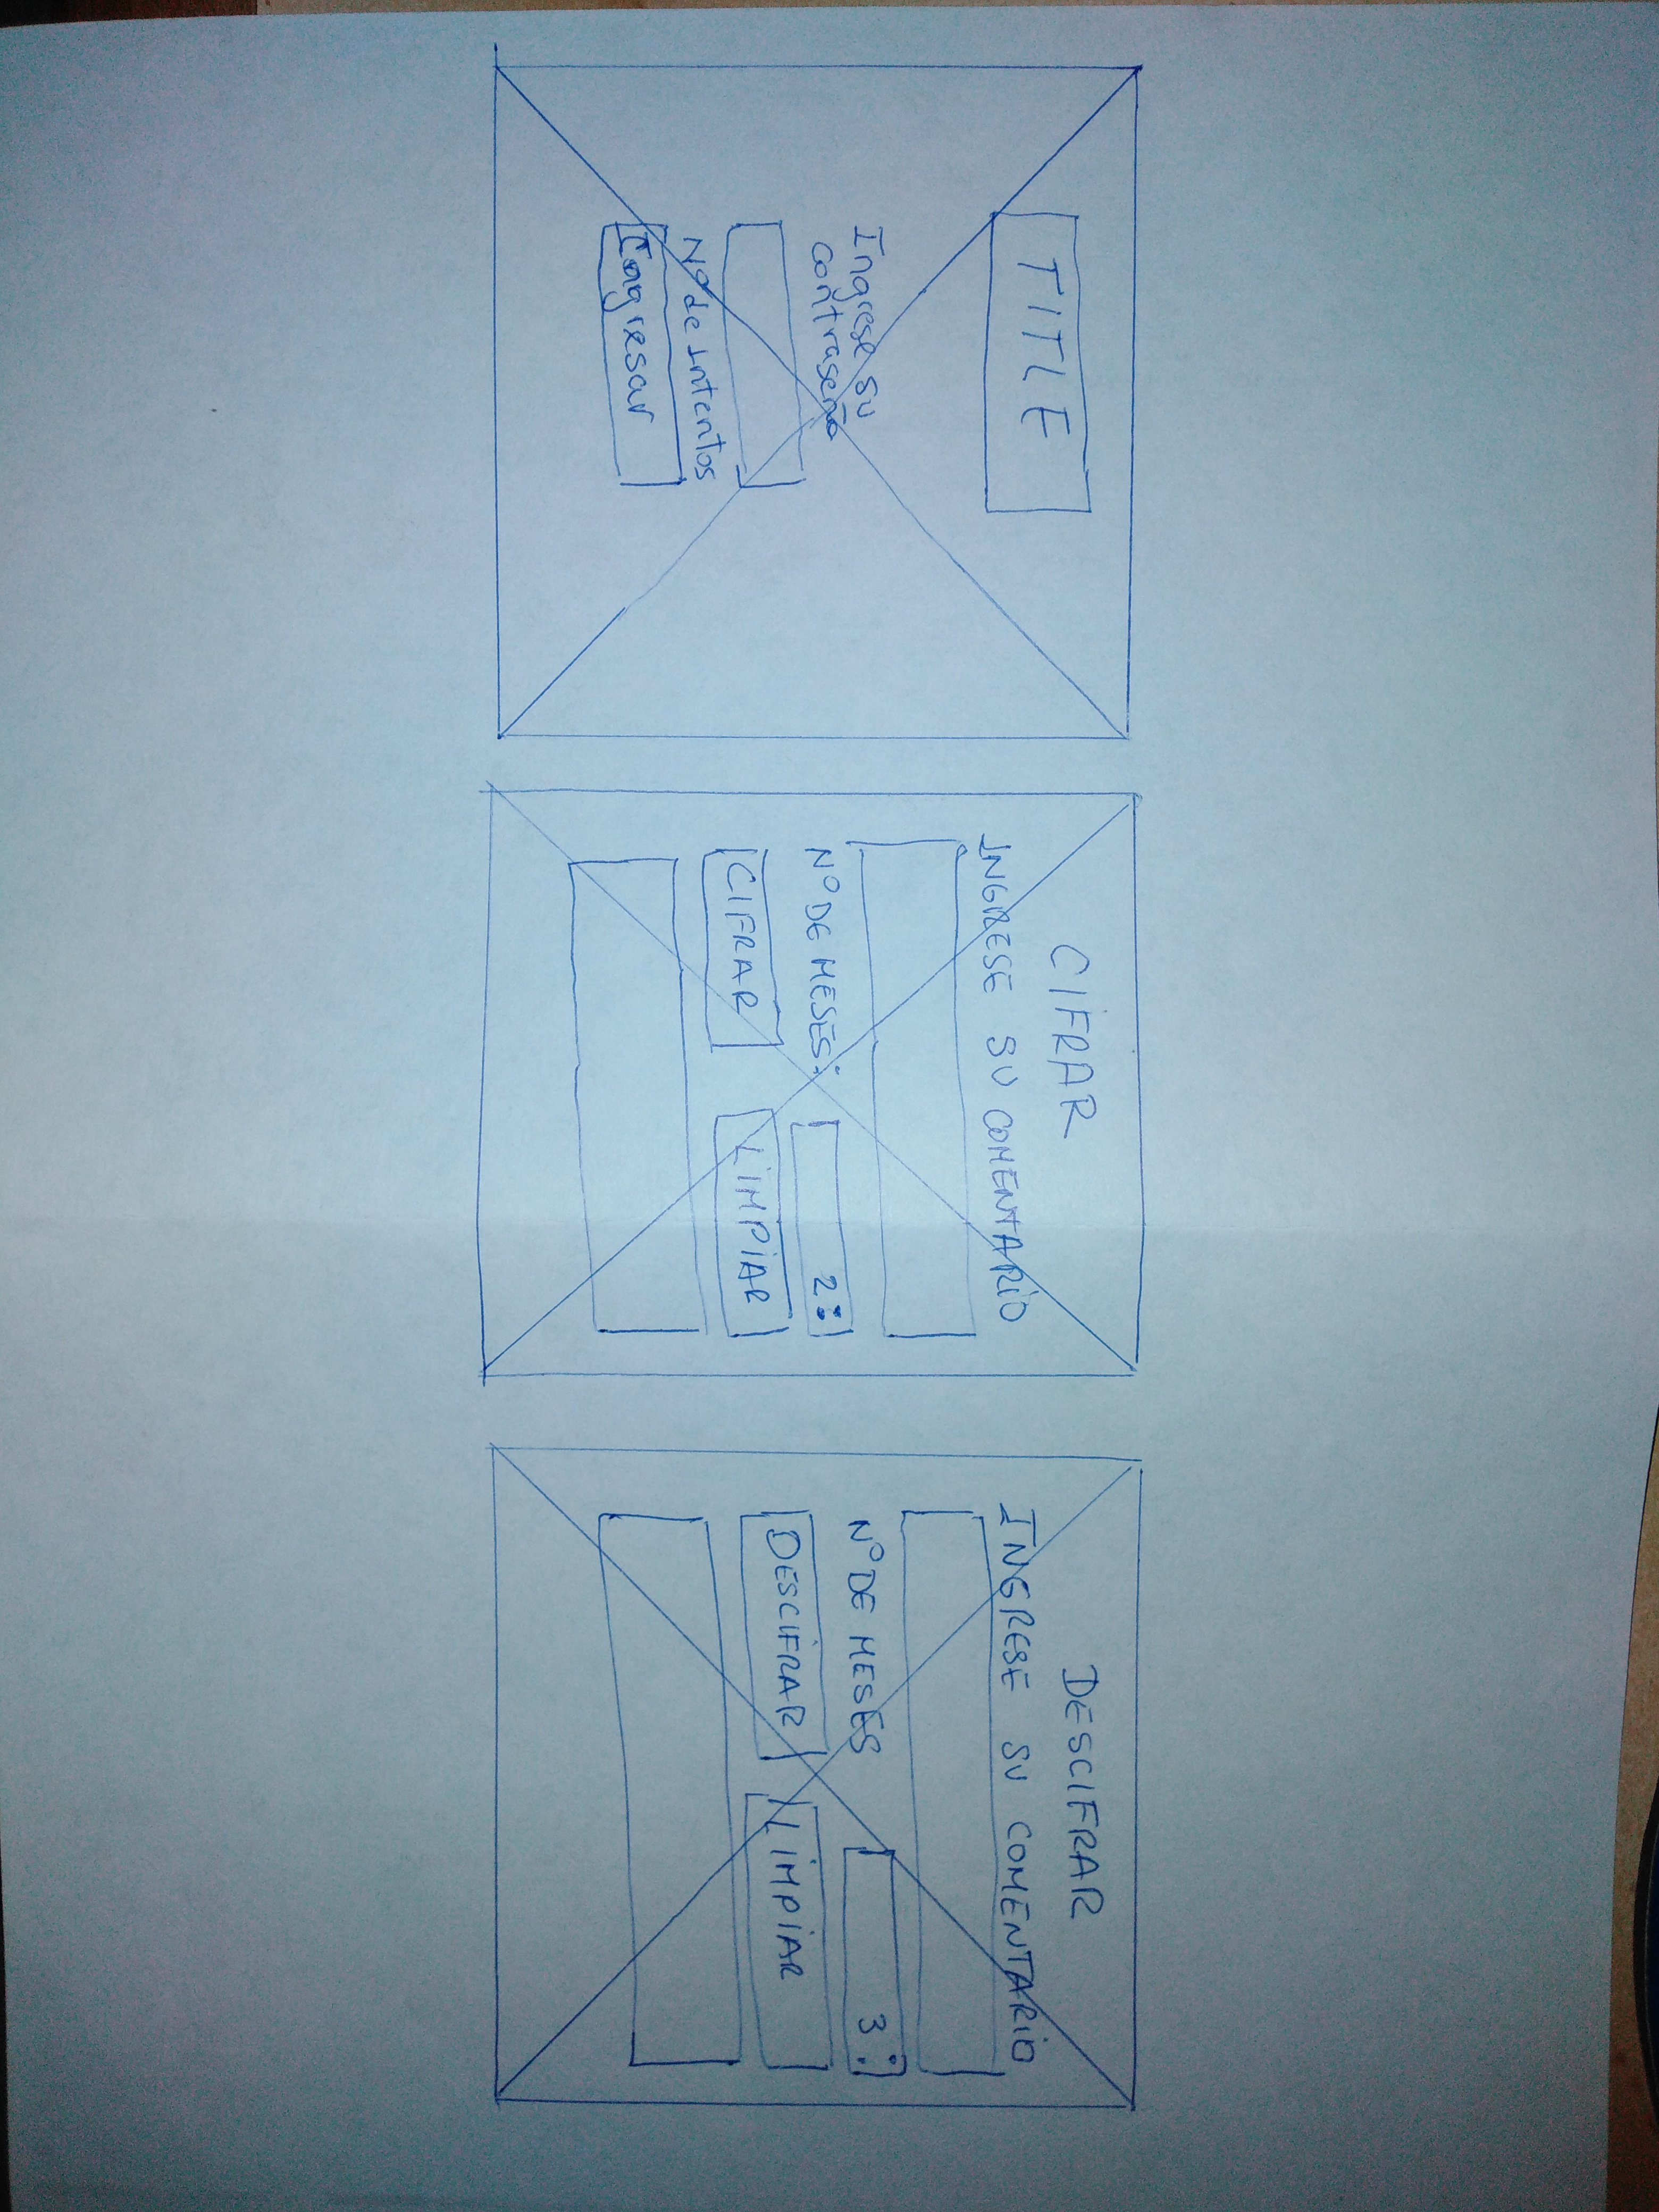 TITLE
Ingrese su
contraseña
Nº de intentos
Ingresar
CIFRAR
INGRESE SU COMENTARIO
Nº DE MESES: 2
CIFRAR LIMPIAR
DESCIFRAR
INGRESE SU COMENTARIO
Nº DE MESES 3
DESCIFRAR LIMPIAR